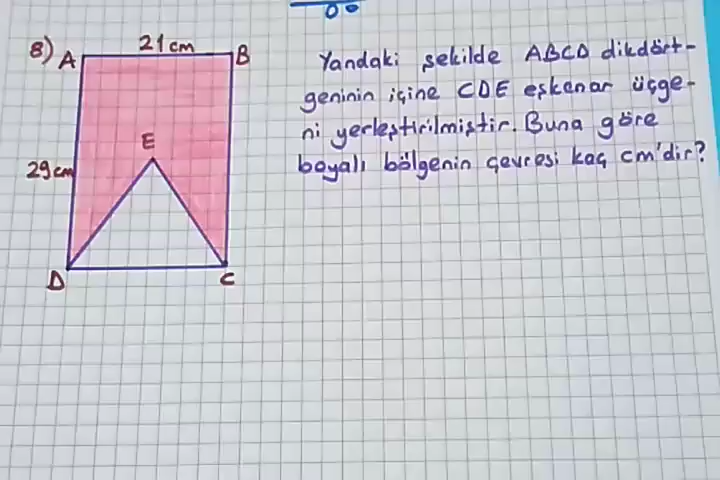 8)
A
21 cm
B
Yandaki şekilde ABCD dikdört-
geninin içine CDE eşkenar üçge-
ni yerleştirilmiştir. Buna göre
boyalı bölgenin çevresi kaç cm'dir?
E
29 cm
D
C